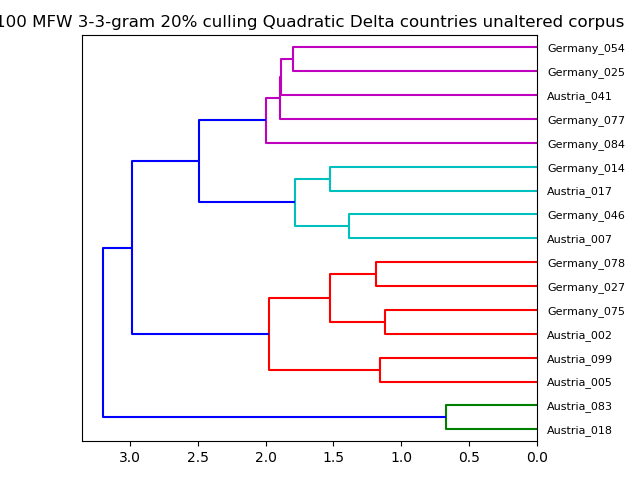 100 MFW 3-3-gram 20% culling Quadratic Delta countries unaltered corpus
Germany_054
Germany_025
Austria_041
Germany_077
Germany_084
Germany_014
Austria_017
Germany_046
Austria_007
Germany_078
Germany_027
Germany_075
Austria_002
Austria_099
Austria_005
Austria_083
Austria_018
3.0 2.5 2.0 1.5 1.0 0.5 0.0